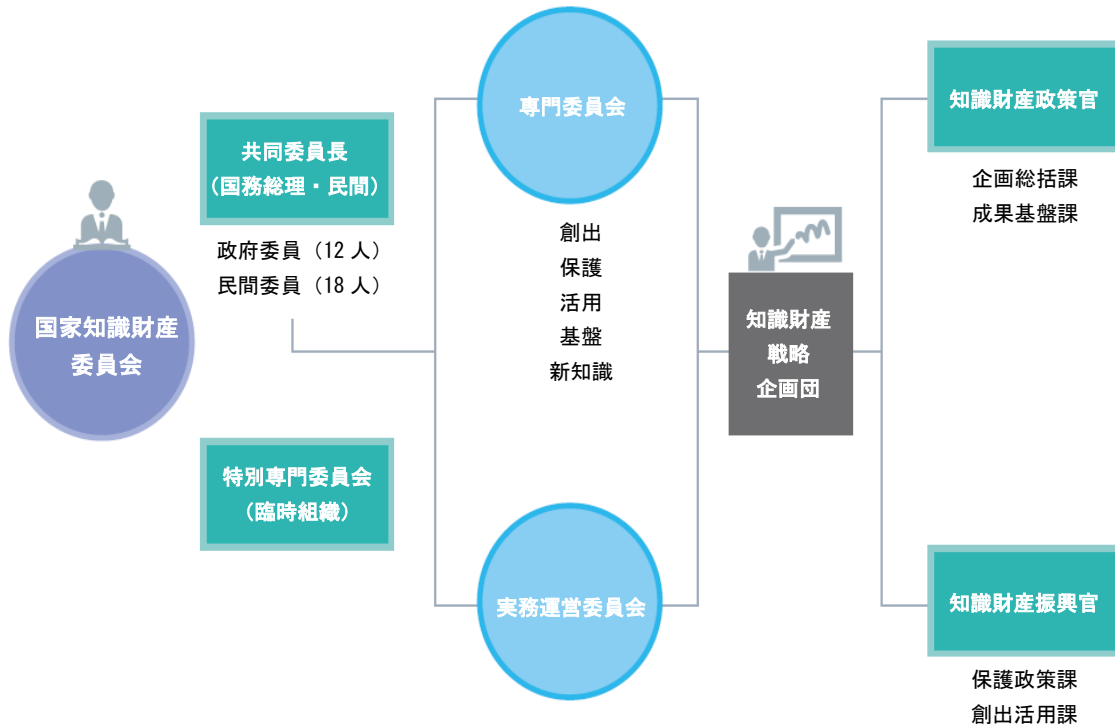 国家知識財産
委員会
共同委員長
（国務総理・民間）
政府委員（12 人）
民間委員（18 人）
特別専門委員会
（臨時組織）
専門委員会
創出
保護
活用
基盤
新知識
実務運営委員会
知識財産
戦略
企画団
知識財産政策官
企画総括課
成果基盤課
知識財産振興官
保護政策課
創出活用課